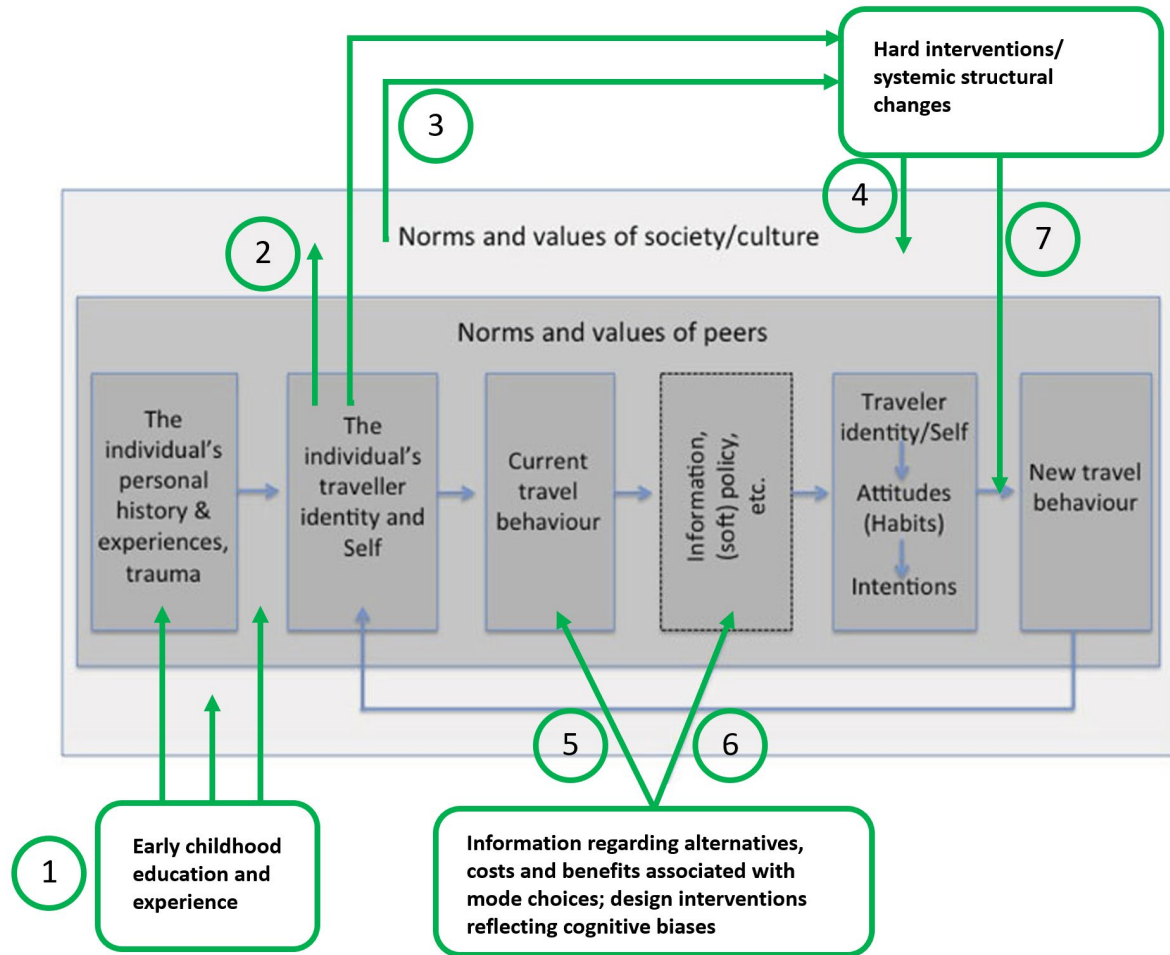 Hard interventions/
systemic structural
changes
3
4
2
Norms and values of society/culture
7
Norms and values of peers
The
individual's
personal
history &
experiences,
trauma
The
individual's
traveller
identity and
Self
Current
travel
behaviour
Information,
(soft) policy,
etc.
Traveler
identity/Self
Attitudes
(Habits)
Intentions
New travel
behaviour
5
6
1
Early childhood
education and
experience
Information regarding alternatives,
costs and benefits associated with
mode choices; design interventions
reflecting cognitive biases